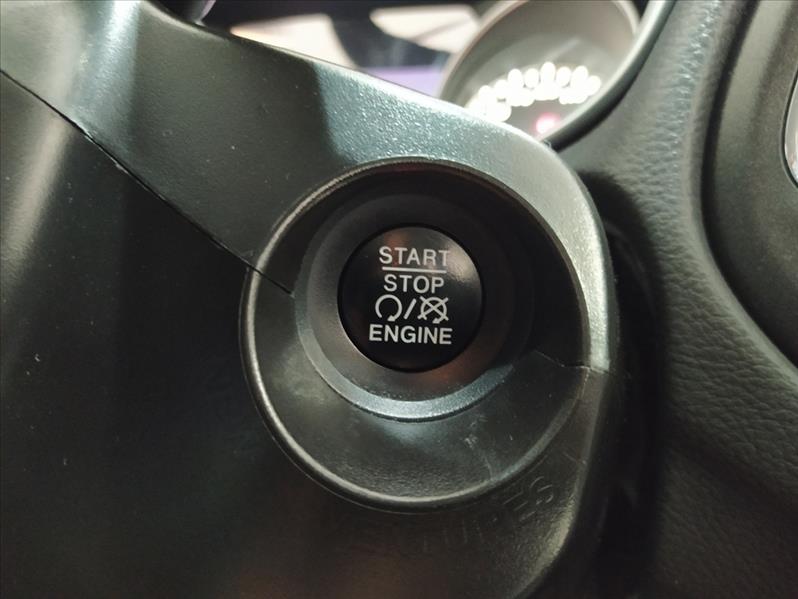 START
STOP
/
ENGINE